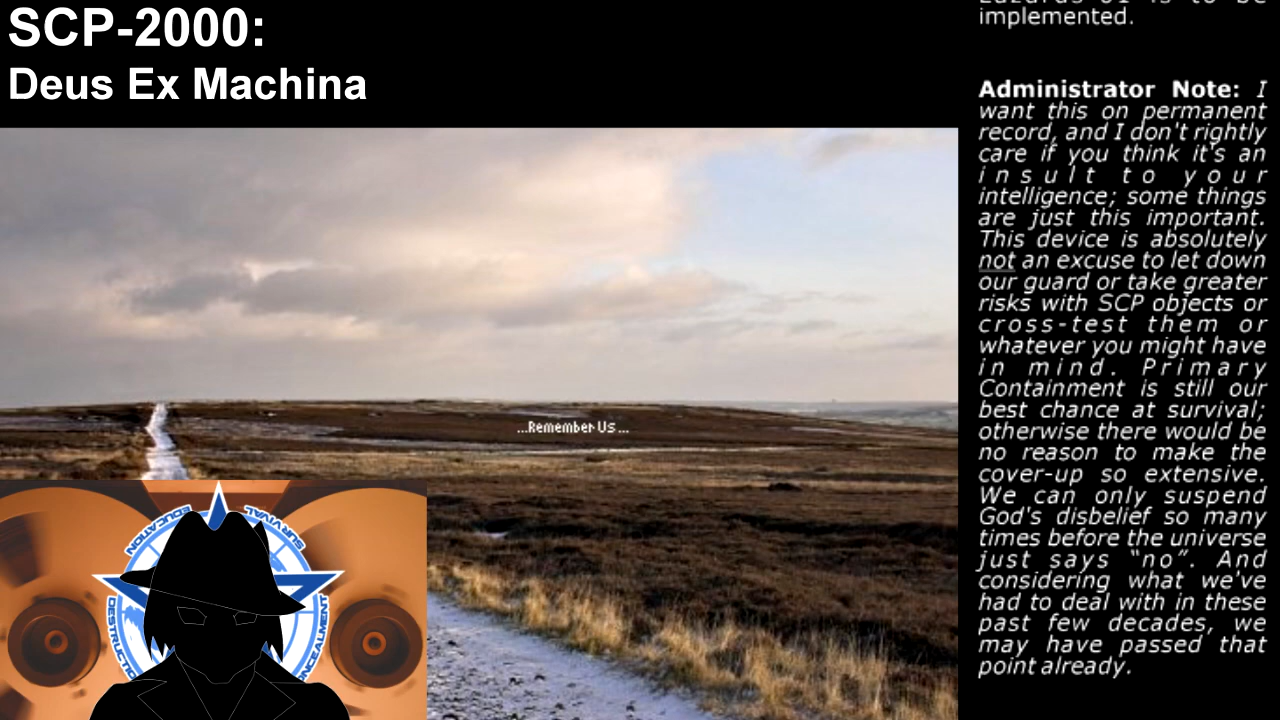 SCP-2000:
Deus Ex Machina
...Remember Us...
EDUCATION
SURVIVAL
implemented.
Administrator Note: I
want this on permanent
record, and I don't rightly
care if you think it's an
insult to your
intelligence; some things
are just this important.
This device is absolutely
not an excuse to let down
our guard or take greater
risks with SCP objects or
cross-test them or
whatever you might have
in mind. Primary
Containment is still our
best chance at survival;
otherwise there would be
no reason to make the
cover-up so extensive.
We can only suspend
God's disbelief so many
times before the universe
just says “no”. And
considering what we've
had to deal with in these
past few decades, we
may have passed that
point already.